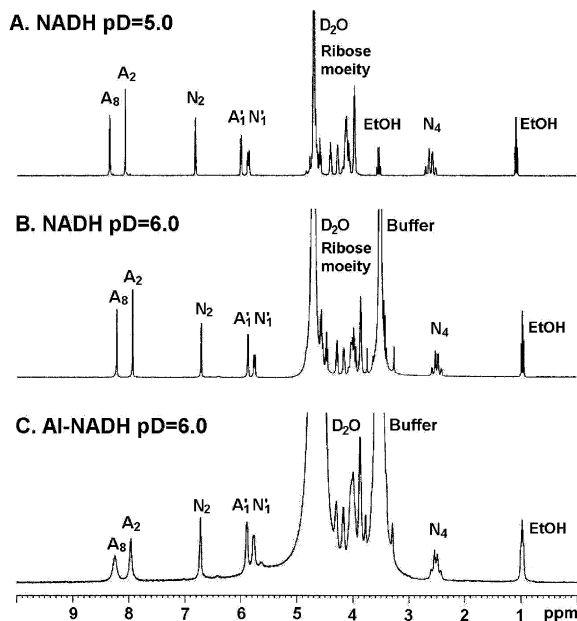 A. NADH pD=5.0
D2O
Ribose
moeity
A8
A2
N2
A'1 N'1
EtOH
N4
EtOH
B. NADH pD=6.0
D2O
Ribose
moeity
Buffer
A8
A2
N2
A'1 N'1
N4
EtOH
C. Al-NADH pD=6.0
D2O
Buffer
A8
A2
N2
A'1 N'1
N4
EtOH
9 8 7 6 5 4 3 2 1 ppm